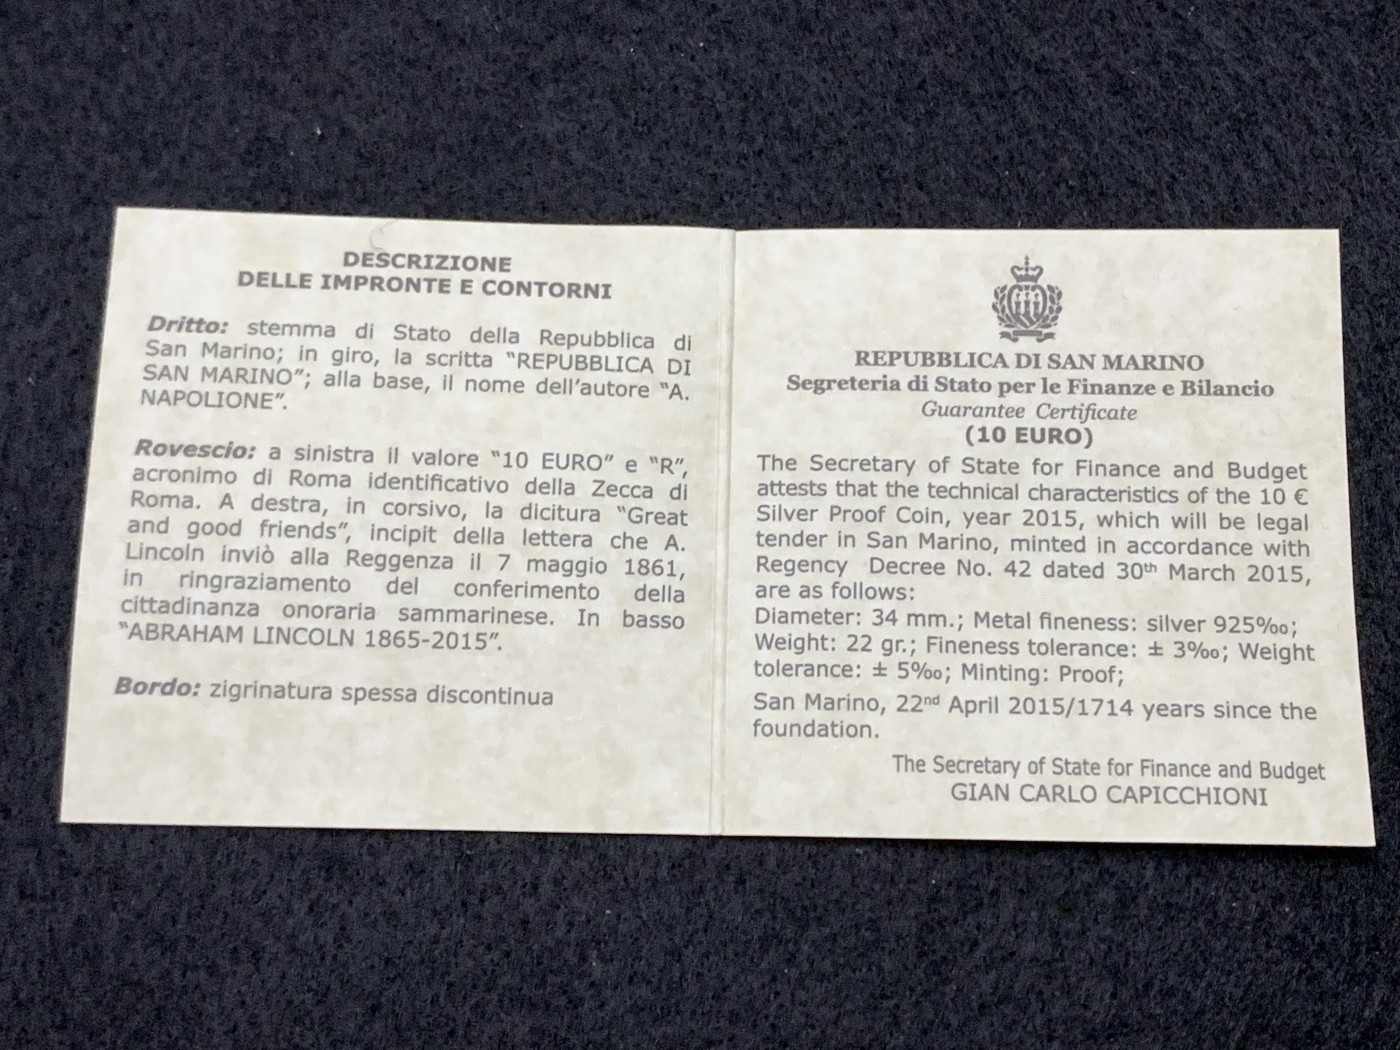 DESCRIZIONE
DELLE IMPRONTE E CONTORNI
Dritto: stemma di Stato della Repubblica di
San Marino; in giro, la scritta "REPUBBLICA DI
SAN MARINO"; alla base, il nome dell'autore "A.
NAPOLIONE".
Rovescio: a sinistra il valore "10 EURO" e "R",
acronimo di Roma identificativo della Zecca di
Roma. A destra, in corsivo, la dicitura "Great
and good friends", incipit della lettera che A.
Lincoln inviò alla Reggenza il 7 maggio 1861,
in ringraziamento del conferimento della
cittadinanza onoraria sammarinese. In basso
"ABRAHAM LINCOLN 1865-2015".
Bordo: zigrinatura spessa discontinua
REPUBBLICA DI SAN MARINO
Segreteria di Stato per le Finanze e Bilancio
Guarantee Certificate
(10 EURO)
The Secretary of State for Finance and Budget
attests that the technical characteristics of the 10 €
Silver Proof Coin, year 2015, which will be legal
tender in San Marino, minted in accordance with
Regency Decree No. 42 dated 30th March 2015,
are as follows:
Diameter: 34 mm.; Metal fineness: silver 925‰;
Weight: 22 gr.; Fineness tolerance: ± 3‰; Weight
tolerance: ± 5‰; Minting: Proof;
San Marino, 22nd April 2015/1714 years since the
foundation.
The Secretary of State for Finance and Budget
GIAN CARLO CAPICCHIONI